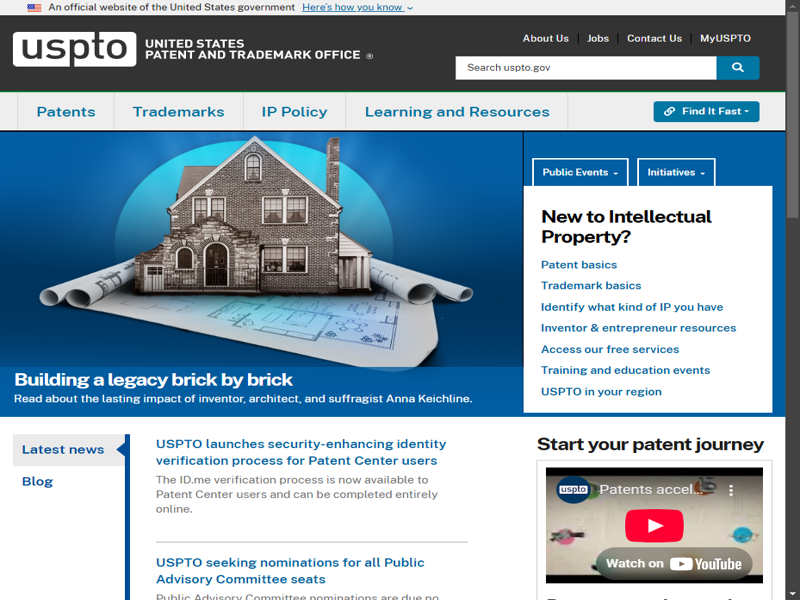 An official website of the United States government Here's how you know
uspto UNITED STATES
PATENT AND TRADEMARK OFFICE ®
About Us Jobs Contact Us MyUSPTO
Search uspto.gov
Patents Trademarks IP Policy Learning and Resources Find It Fast
Public Events Initiatives
New to Intellectual
Property?
Patent basics
Trademark basics
Identify what kind of IP you have
Inventor & entrepreneur resources
Access our free services
Training and education events
USPTO in your region
Building a legacy brick by brick
Read about the lasting impact of inventor, architect, and suffragist Anna Keichline.
Latest news
Blog
USPTO launches security-enhancing identity
verification process for Patent Center users
The ID.me verification process is now available to
Patent Center users and can be completed entirely
online.
USPTO seeking nominations for all Public
Advisory Committee seats
Public Advisory Committee nominations are due no
Start your patent journey
uspto Patents accel...
Watch on YouTube